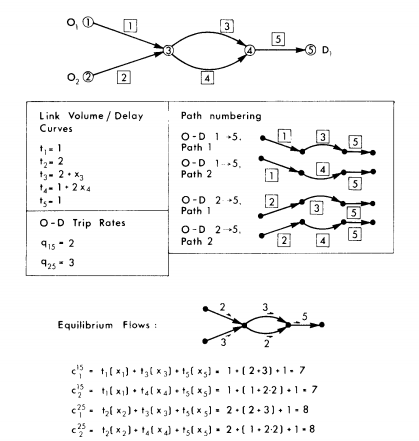 1 3
O₁ ① ③ ④ 5 ⑤ D₁
O₂ ② 2 4
Link Volume / Delay
Curves
t₁ = 1
t₂ = 2
t₃ = 2 + x₃
t₄ = 1 + 2 x₄
t₅ = 1
O-D Trip Rates
q₁₅ = 2
q₂₅ = 3
Path numbering
O-D 1→5,
Path 1
1 3 5
O-D 1→5,
Path 2
1 4 5
O-D 2→5,
Path 1
2 3 5
O-D 2→5,
Path 2
2 4 5
Equilibrium Flows :
2 3 5
3 2
c₁¹⁵ = t₁( x₁) + t₃( x₃) + t₅( x₅) = 1 + ( 2+3) + 1 = 7
c₂¹⁵ = t₁( x₁) + t₄( x₄) + t₅( x₅) = 1 + ( 1+2·2) + 1 = 7
c₁²⁵ = t₂( x₂) + t₃( x₃) + t₅( x₅) = 2 + ( 2+3) + 1 = 8
c₂²⁵ = t₂( x₂) + t₄( x₄) + t₅( x₅) = 2 + ( 1+2·2) + 1 = 8